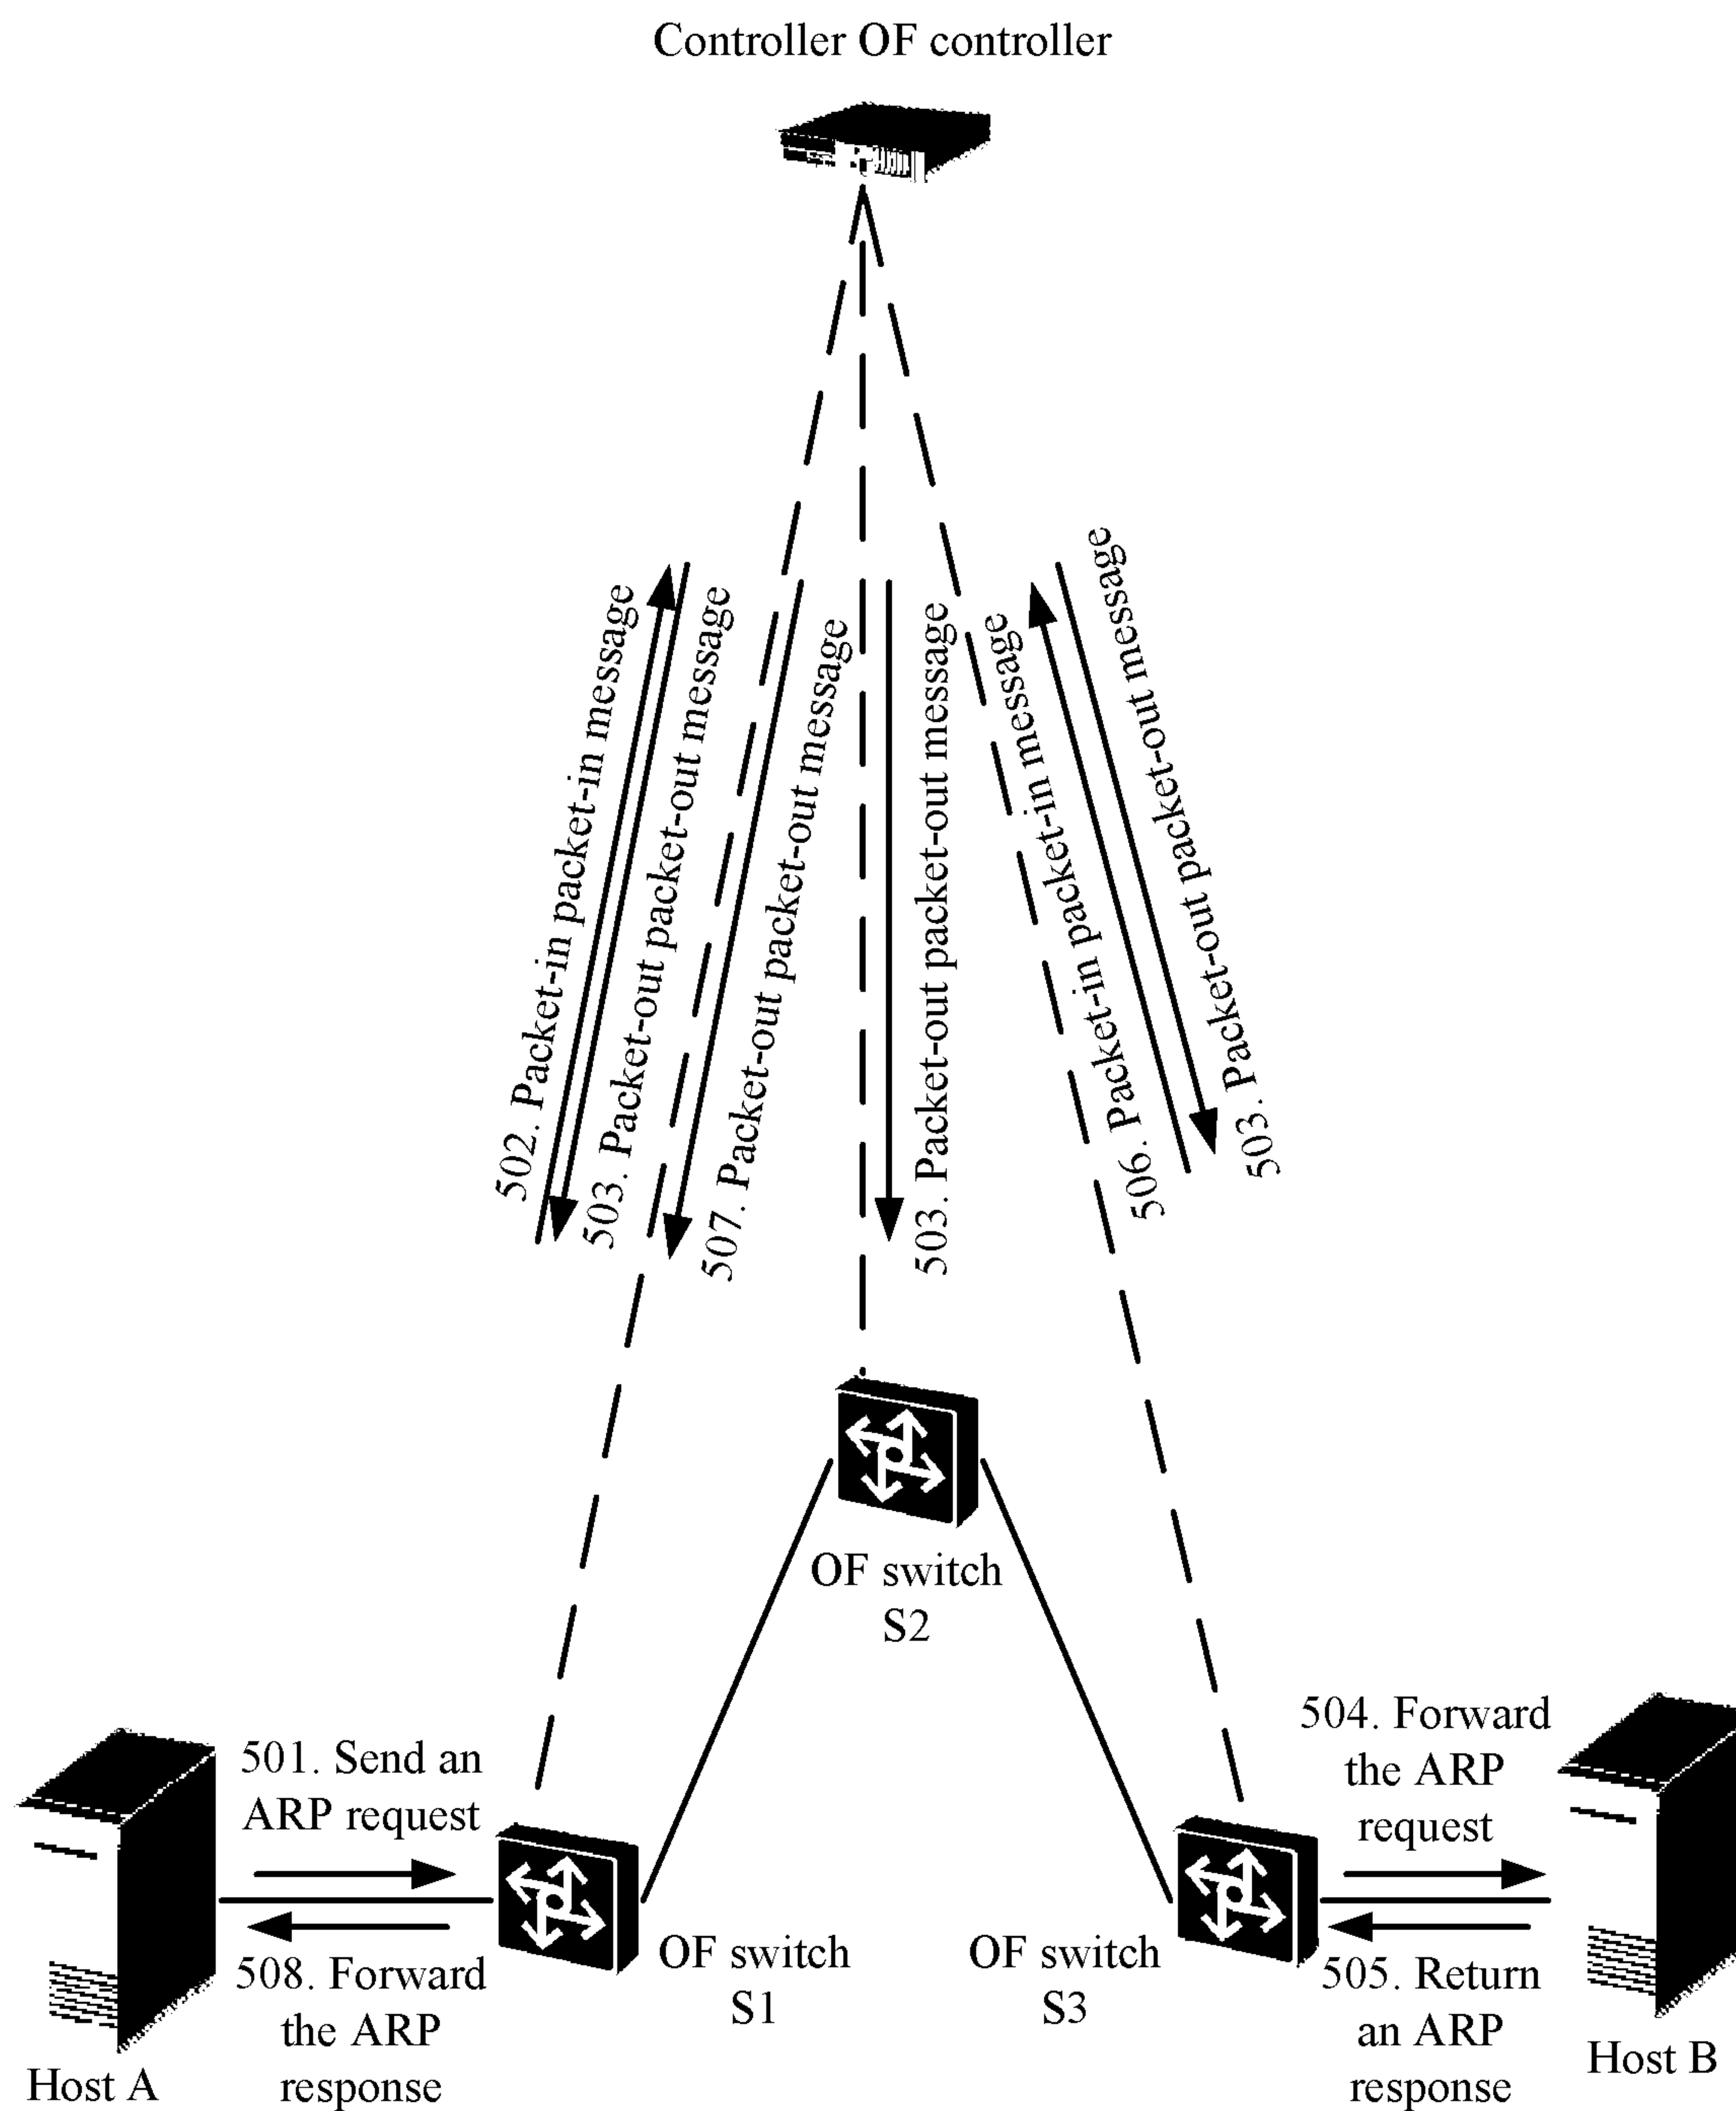 Controller OF controller
502. Packet-in packet-in message
503. Packet-out packet-out message
507. Packet-out packet-out message
503. Packet-out packet-out message
506. Packet-in packet-in message
503. Packet-out packet-out message
OF switch
S2
501. Send an
ARP request
504. Forward
the ARP
request
OF switch
S1
OF switch
S3
508. Forward
the ARP
response
505. Return
an ARP
response
Host A
Host B